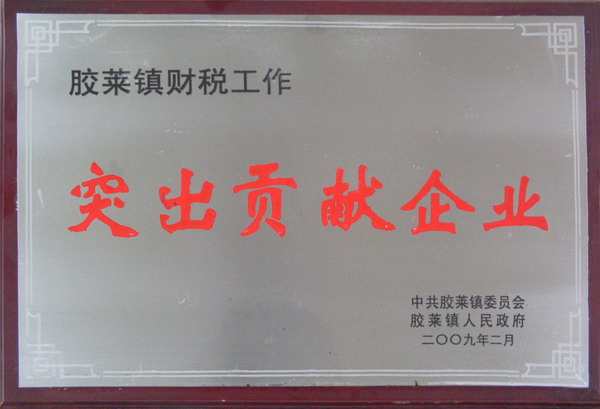 胶莱镇财税工作
突出贡献企业
中共胶莱镇委员会
胶莱镇人民政府
二〇〇九年二月